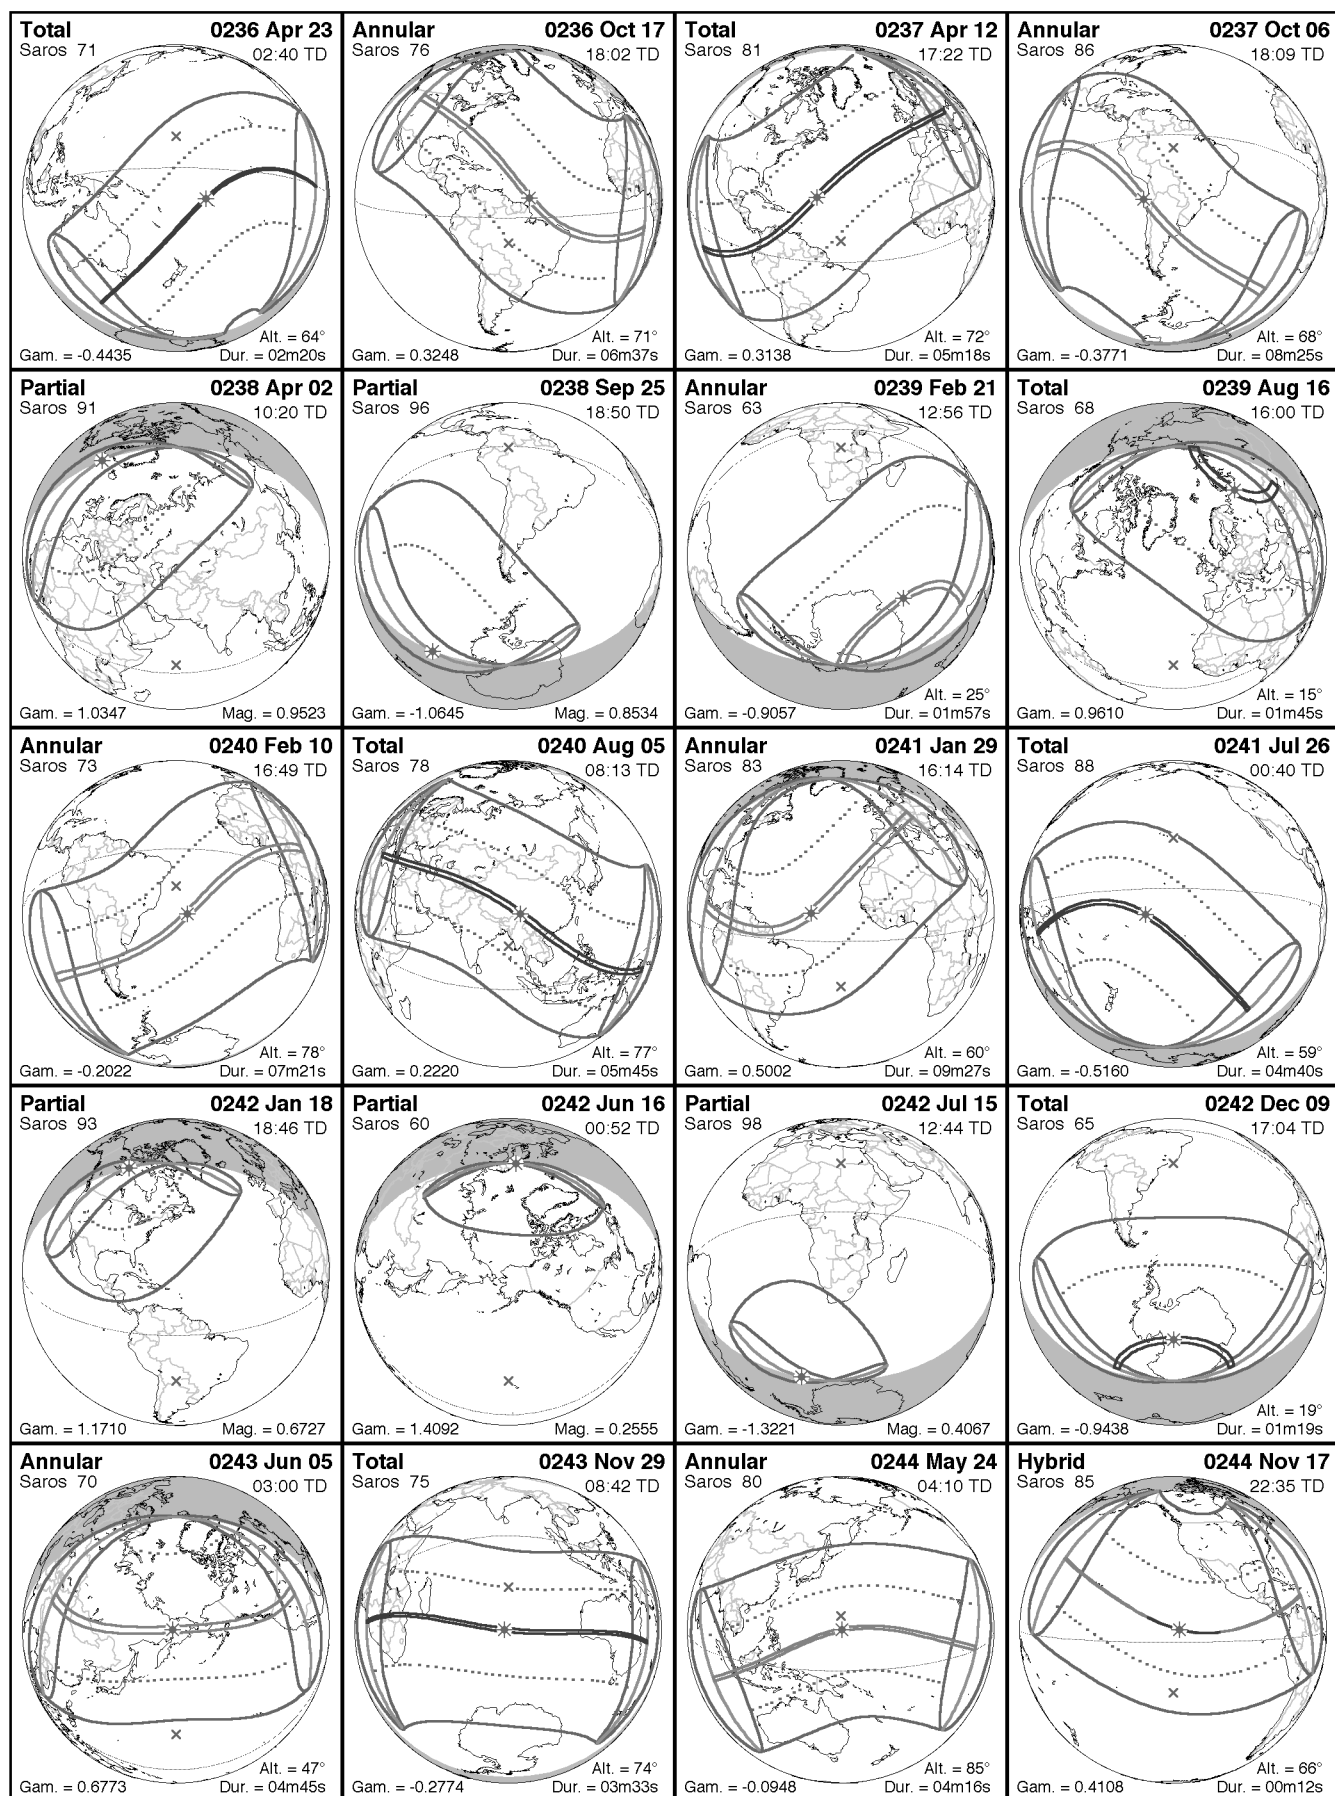 Total 0236 Apr 23
Saros 71 02:40 TD
Alt. = 64°
Gam. = -0.4435 Dur. = 02m20s
Annular 0236 Oct 17
Saros 76 18:02 TD
Alt. = 71°
Gam. = 0.3248 Dur. = 06m37s
Total 0237 Apr 12
Saros 81 17:22 TD
Alt. = 72°
Gam. = 0.3138 Dur. = 05m18s
Annular 0237 Oct 06
Saros 86 18:09 TD
Alt. = 68°
Gam. = -0.3771 Dur. = 08m25s
Partial 0238 Apr 02
Saros 91 10:20 TD
Gam. = 1.0347 Mag. = 0.9523
Partial 0238 Sep 25
Saros 96 18:50 TD
Gam. = -1.0645 Mag. = 0.8534
Annular 0239 Feb 21
Saros 63 12:56 TD
Alt. = 25°
Gam. = -0.9057 Dur. = 01m57s
Total 0239 Aug 16
Saros 68 16:00 TD
Alt. = 15°
Gam. = 0.9610 Dur. = 01m45s
Annular 0240 Feb 10
Saros 73 16:49 TD
Alt. = 78°
Gam. = -0.2022 Dur. = 07m21s
Total 0240 Aug 05
Saros 78 08:13 TD
Alt. = 77°
Gam. = 0.2220 Dur. = 05m45s
Annular 0241 Jan 29
Saros 83 16:14 TD
Alt. = 60°
Gam. = 0.5002 Dur. = 09m27s
Total 0241 Jul 26
Saros 88 00:40 TD
Alt. = 59°
Gam. = -0.5160 Dur. = 04m40s
Partial 0242 Jan 18
Saros 93 18:46 TD
Gam. = 1.1710 Mag. = 0.6727
Partial 0242 Jun 16
Saros 60 00:52 TD
Gam. = 1.4092 Mag. = 0.2555
Partial 0242 Jul 15
Saros 98 12:44 TD
Gam. = -1.3221 Mag. = 0.4067
Total 0242 Dec 09
Saros 65 17:04 TD
Alt. = 19°
Gam. = -0.9438 Dur. = 01m19s
Annular 0243 Jun 05
Saros 70 03:00 TD
Alt. = 47°
Gam. = 0.6773 Dur. = 04m45s
Total 0243 Nov 29
Saros 75 08:42 TD
Alt. = 74°
Gam. = -0.2774 Dur. = 03m33s
Annular 0244 May 24
Saros 80 04:10 TD
Alt. = 85°
Gam. = -0.0948 Dur. = 04m16s
Hybrid 0244 Nov 17
Saros 85 22:35 TD
Alt. = 66°
Gam. = 0.4108 Dur. = 00m12s